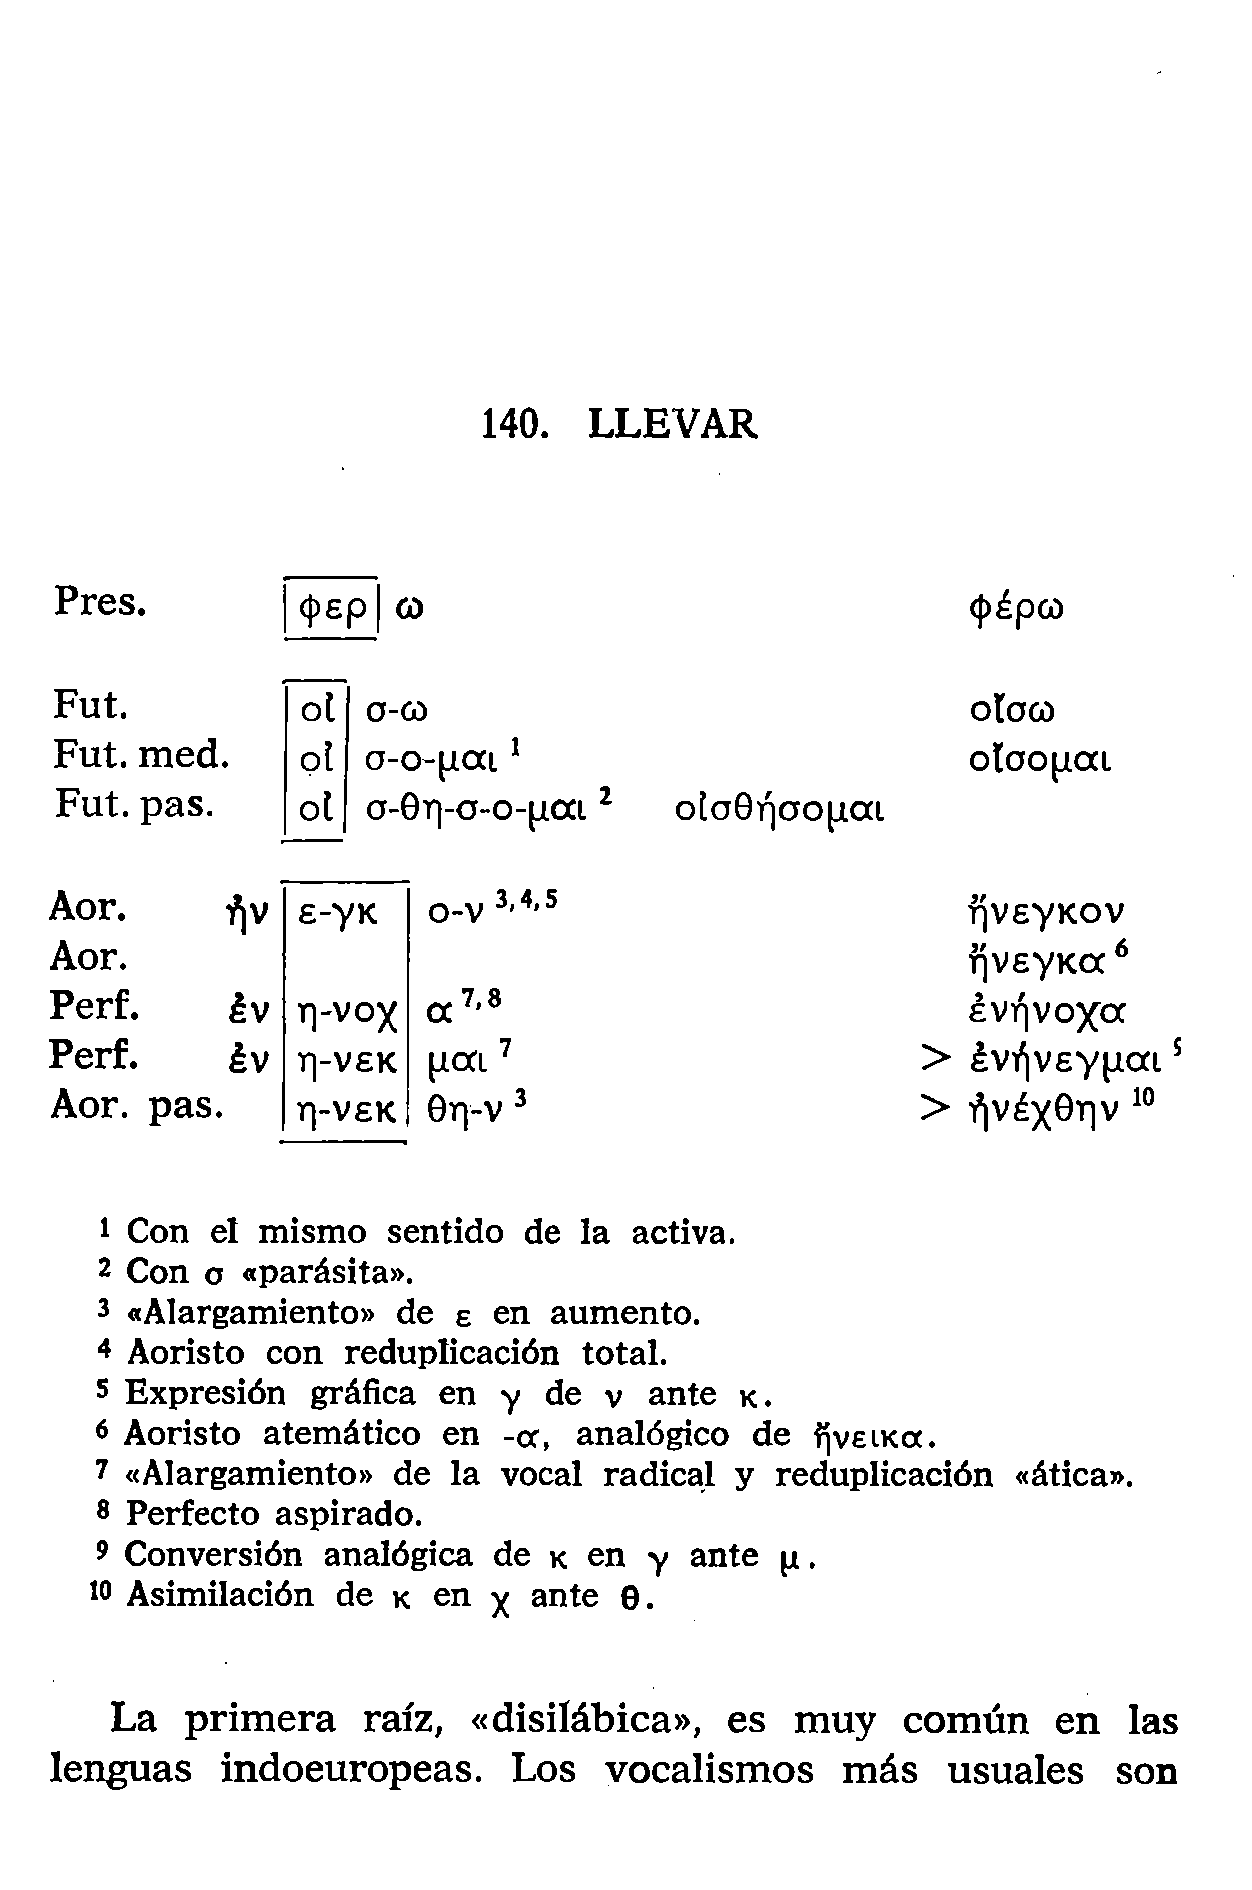 140. LLEVAR
Pres. φερ ω φέρω
Fut. οἰ σ-ω οἴσω
Fut. med. οἰ σ-ο-μαι ¹ οἴσομαι
Fut. pas. οἰ σ-θη-σ-ο-μαι ² οἰσθήσομαι
Aor. ἠν ε-γκ ο-ν ³,⁴,⁵ ἤνεγκον
Aor. ἤνεγκα ⁶
Perf. ἐν η-νοχ α ⁷,⁸ ἐνήνοχα
Perf. ἐν η-νεκ μαι ⁷ > ἐνήνεγμαι ⁵
Aor. pas. η-νεκ θη-ν ³ > ἠνέχθην ¹⁰
¹ Con el mismo sentido de la activa.
² Con σ «parásita».
³ «Alargamiento» de ε en aumento.
⁴ Aoristo con reduplicación total.
⁵ Expresión gráfica en γ de ν ante κ.
⁶ Aoristo atemático en -α, analógico de ἤνεικα.
⁷ «Alargamiento» de la vocal radical y reduplicación «ática».
⁸ Perfecto aspirado.
⁹ Conversión analógica de κ en γ ante μ.
¹⁰ Asimilación de κ en χ ante θ.
La primera raíz, «disilábica», es muy común en las
lenguas indoeuropeas. Los vocalismos más usuales son